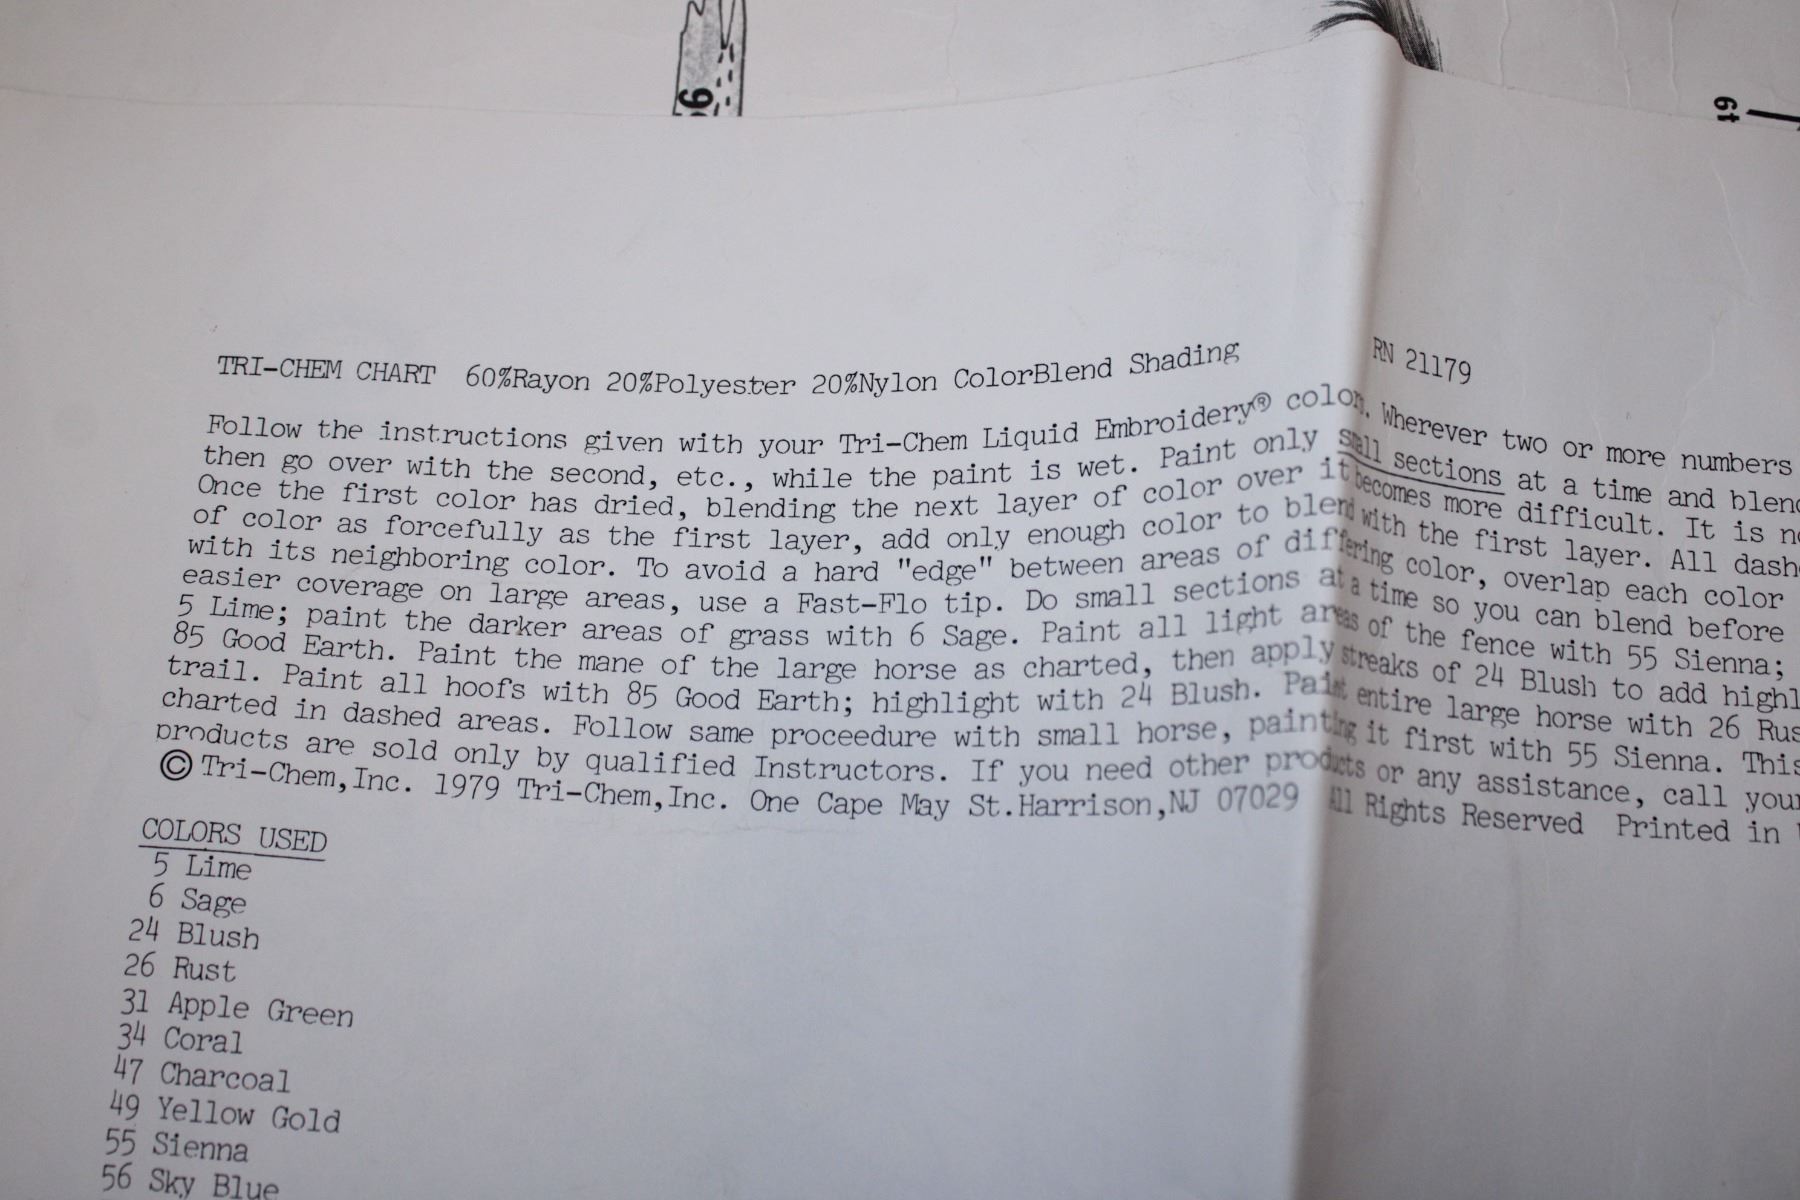 TRI-CHEM CHART 60%Rayon 20%Polyester 20%Nylon ColorBlend Shading RN 21179
Follow the instructions given with your Tri-Chem Liquid Embroidery® color. Wherever two or more numbers
then go over with the second, etc., while the paint is wet. Paint only small sections at a time and blend
Once the first color has dried, blending the next layer of color over it becomes more difficult. It is
of color as forcefully as the first layer, add only enough color to blend with the first layer. All
with its neighboring color. To avoid a hard "edge" between areas of differing color, overlap each color
easier coverage on large areas, use a Fast-Flo tip. Do small sections at a time so you can blend before
5 Lime; paint the darker areas of grass with 6 Sage. Paint all light areas of the fence with 55 Sienna;
85 Good Earth. Paint the mane of the large horse as charted, then apply streaks of 24 Blush to add
trail. Paint all hoofs with 85 Good Earth; highlight with 24 Blush. Paint entire large horse with 26
charted in dashed areas. Follow same proceedure with small horse, painting it first with 55 Sienna. This
products are sold only by qualified Instructors. If you need other products or any assistance, call your
© Tri-Chem,Inc. 1979 Tri-Chem,Inc. One Cape May St.Harrison,NJ 07029 All Rights Reserved Printed in
COLORS USED
5 Lime
6 Sage
24 Blush
26 Rust
31 Apple Green
34 Coral
47 Charcoal
49 Yellow Gold
55 Sienna
56 Sky Blue